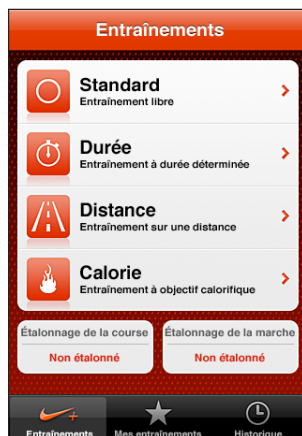 Entraînements
Standard
Entraînement libre
Durée
Entraînement à durée déterminée
Distance
Entraînement sur une distance
Calorie
Entraînement à objectif calorifique
Étalonnage de la course
Non étalonné
Étalonnage de la marche
Non étalonné
Entraînements
Mes entraînements
Historique